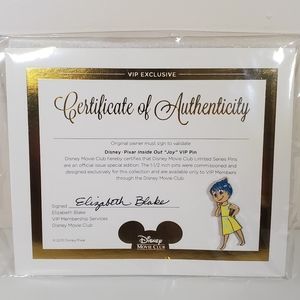 VIP EXCLUSIVE
Certificate of Authenticity
Original owner must sign to validate
Disney·Pixar Inside Out "Joy" VIP Pin
Disney Movie Club hereby certifies that Disney Movie Club Limited Series Pins
are an official issue special edition. The 1-1/2 inch pins were commissioned and
designed exclusively for this collection and are available only to VIP Members
through the Disney Movie Club.
Signed Elizabeth Blake
Elizabeth Blake
VIP Membership Services
Disney Movie Club
Disney
MOVIE CLUB
Disney/Pixar